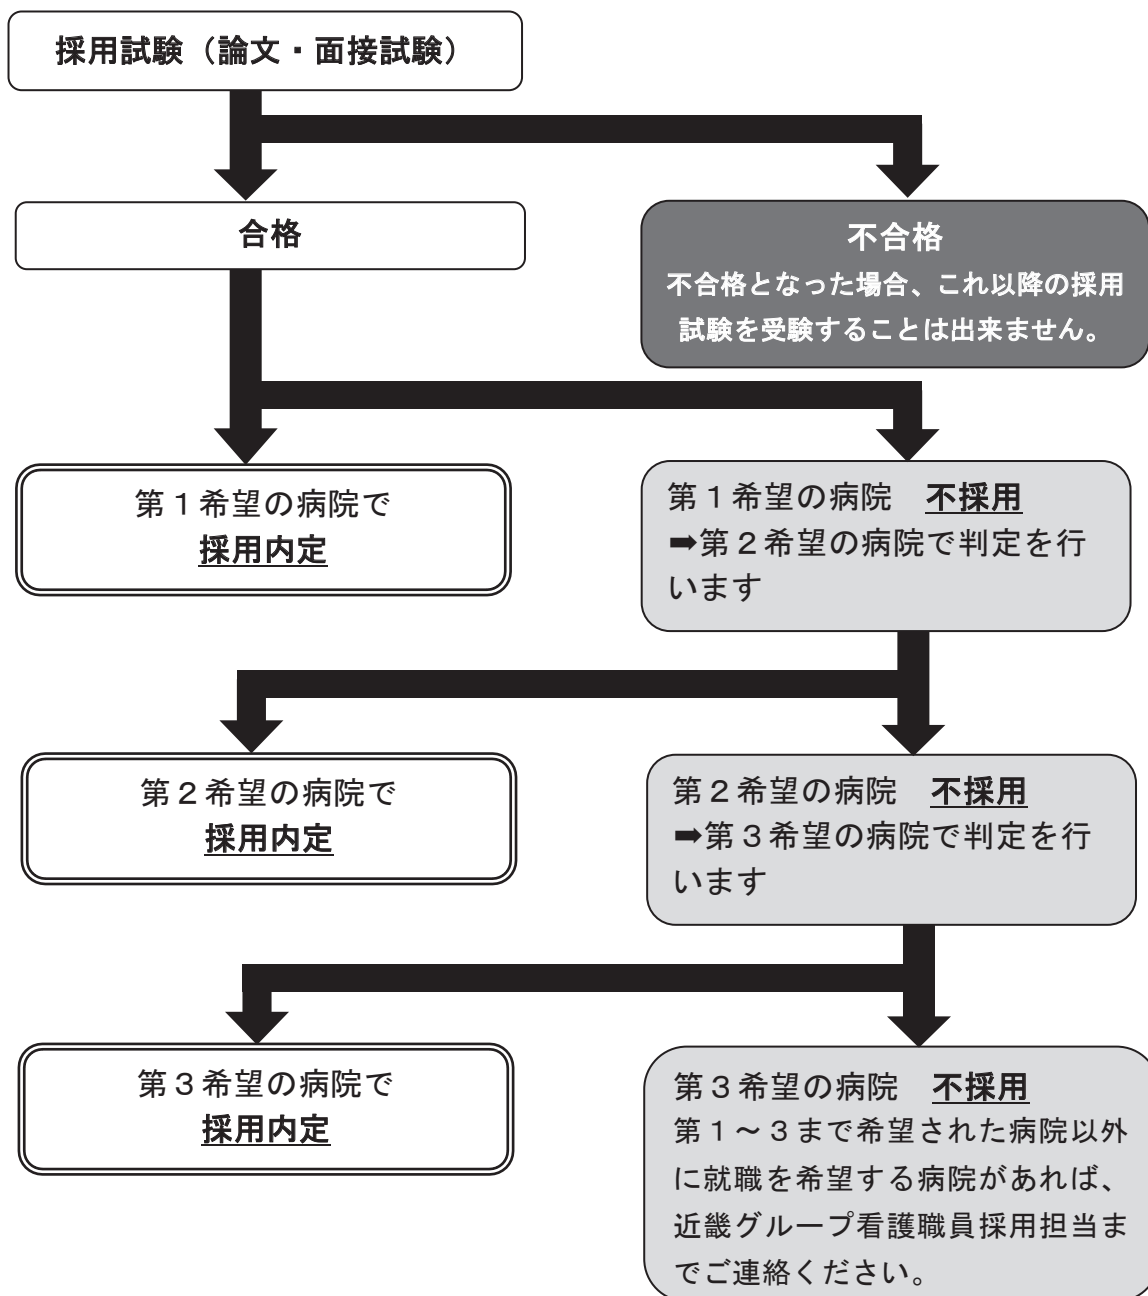 採用試験（論文・面接試験）
合格
不合格
不合格となった場合、これ以降の採用
試験を受験することは出来ません。
第１希望の病院で
採用内定
第１希望の病院　不採用
➡第２希望の病院で判定を行
います
第２希望の病院で
採用内定
第２希望の病院　不採用
➡第３希望の病院で判定を行
います
第３希望の病院で
採用内定
第３希望の病院　不採用
第１～３まで希望された病院以外
に就職を希望する病院があれば、
近畿グループ看護職員採用担当ま
でご連絡ください。